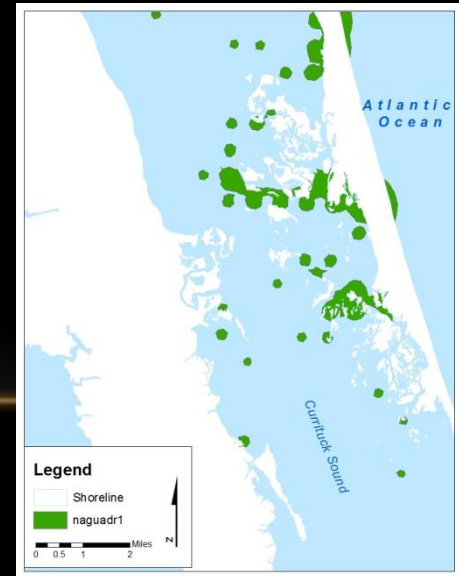 Atlantic
Ocean
Currituck Sound
Legend
Shoreline
naguadr1
Miles
0 0.5 1 2
N